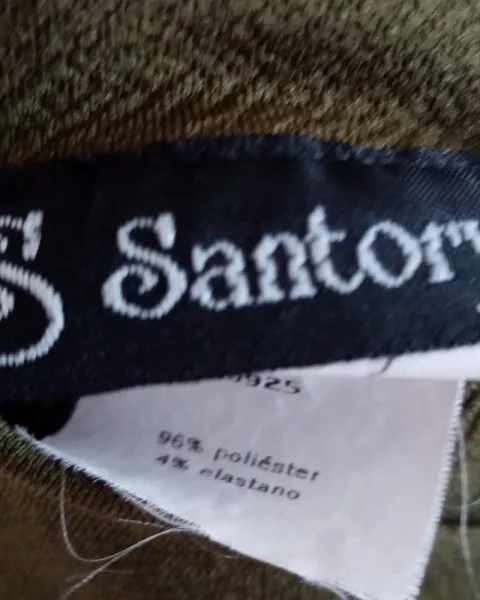 S Santor
925
96% poliéster
4% elastano